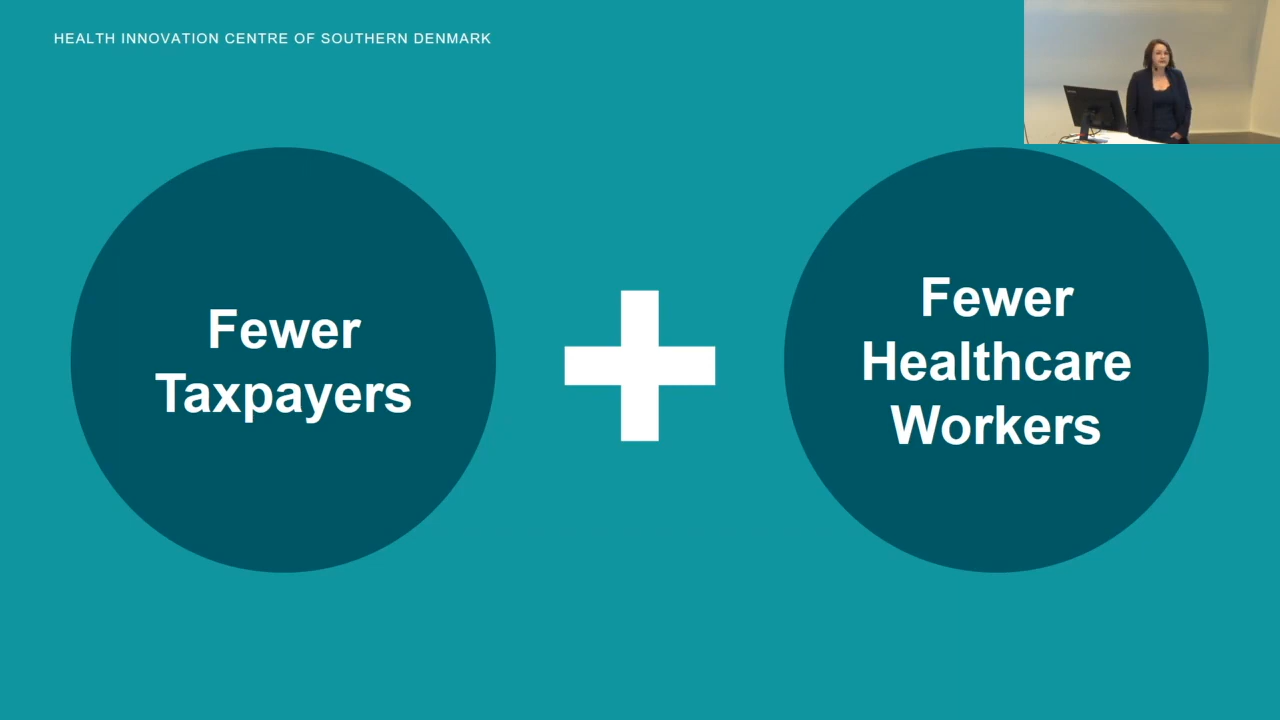 HEALTH INNOVATION CENTRE OF SOUTHERN DENMARK
Fewer
Taxpayers
Fewer
Healthcare
Workers